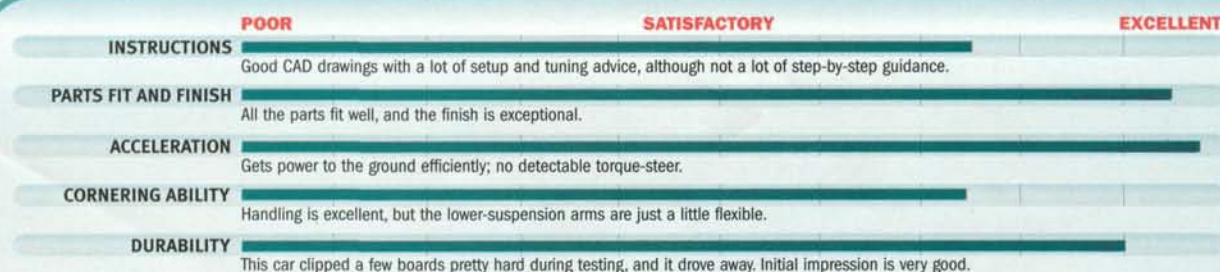 POOR SATISFACTORY EXCELLENT
INSTRUCTIONS
Good CAD drawings with a lot of setup and tuning advice, although not a lot of step-by-step guidance.
PARTS FIT AND FINISH
All the parts fit well, and the finish is exceptional.
ACCELERATION
Gets power to the ground efficiently; no detectable torque-steer.
CORNERING ABILITY
Handling is excellent, but the lower-suspension arms are just a little flexible.
DURABILITY
This car clipped a few boards pretty hard during testing, and it drove away. Initial impression is very good.